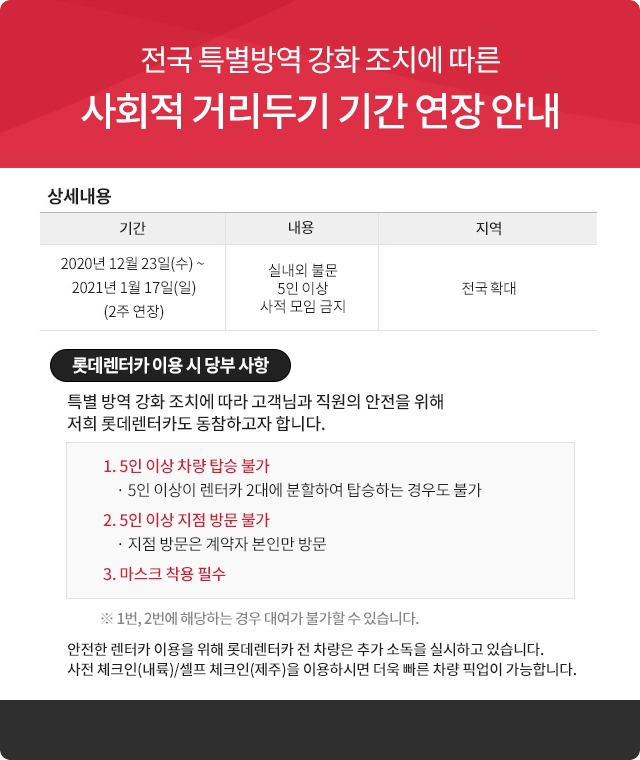 전국 특별방역 강화 조치에 따른
사회적 거리두기 기간 연장 안내
상세내용
기간 내용 지역
2020년 12월 23일(수) ~
2021년 1월 17일(일)
(2주 연장)
실내외 불문
5인 이상
사적 모임 금지
전국 확대
롯데렌터카 이용 시 당부 사항
특별 방역 강화 조치에 따라 고객님과 직원의 안전을 위해
저희 롯데렌터카도 동참하고자 합니다.
1. 5인 이상 차량 탑승 불가
· 5인 이상이 렌터카 2대에 분할하여 탑승하는 경우도 불가
2. 5인 이상 지점 방문 불가
· 지점 방문은 계약자 본인만 방문
3. 마스크 착용 필수
※ 1번, 2번에 해당하는 경우 대여가 불가할 수 있습니다.
안전한 렌터카 이용을 위해 롯데렌터카 전 차량은 추가 소독을 실시하고 있습니다.
사전 체크인(내륙)/셀프 체크인(제주)을 이용하시면 더욱 빠른 차량 픽업이 가능합니다.